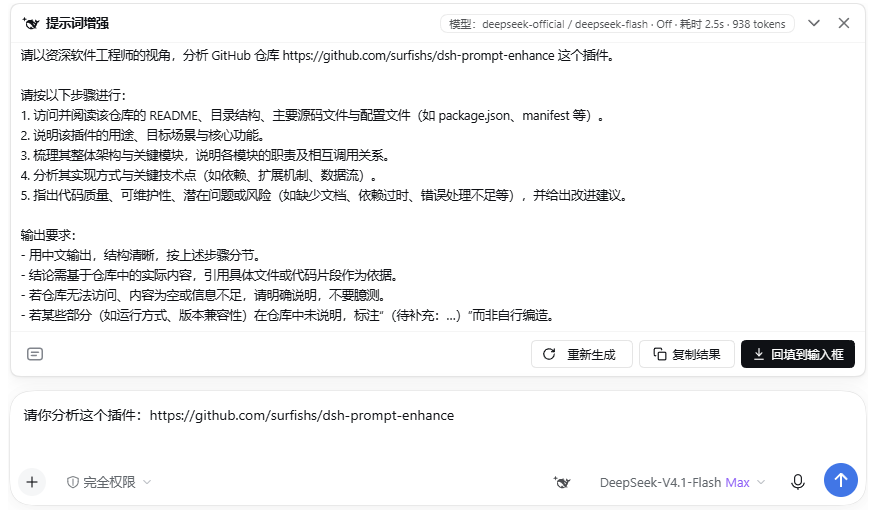 提示词增强
模型：deepseek-official / deepseek-flash · Off · 耗时 2.5s · 938 tokens
请以资深软件工程师的视角，分析 GitHub 仓库 https://github.com/surfishs/dsh-prompt-enhance 这个插件。
请按以下步骤进行：
1. 访问并阅读该仓库的 README、目录结构、主要源码文件与配置文件（如 package.json、manifest 等）。
2. 说明该插件的用途、目标场景与核心功能。
3. 梳理其整体架构与关键模块，说明各模块的职责及相互调用关系。
4. 分析其实现方式与关键技术点（如依赖、扩展机制、数据流）。
5. 指出代码质量、可维护性、潜在问题或风险（如缺少文档、依赖过时、错误处理不足等），并给出改进建议。
输出要求：
- 用中文输出，结构清晰，按上述步骤分节。
- 结论需基于仓库中的实际内容，引用具体文件或代码片段作为依据。
- 若仓库无法访问、内容为空或信息不足，请明确说明，不要臆测。
- 若某些部分（如运行方式、版本兼容性）在仓库中未说明，标注“（待补充：...）”而非自行编造。
重新生成
复制结果
回填到输入框
请你分析这个插件：https://github.com/surfishs/dsh-prompt-enhance
完全权限
DeepSeek-V4.1-Flash Max